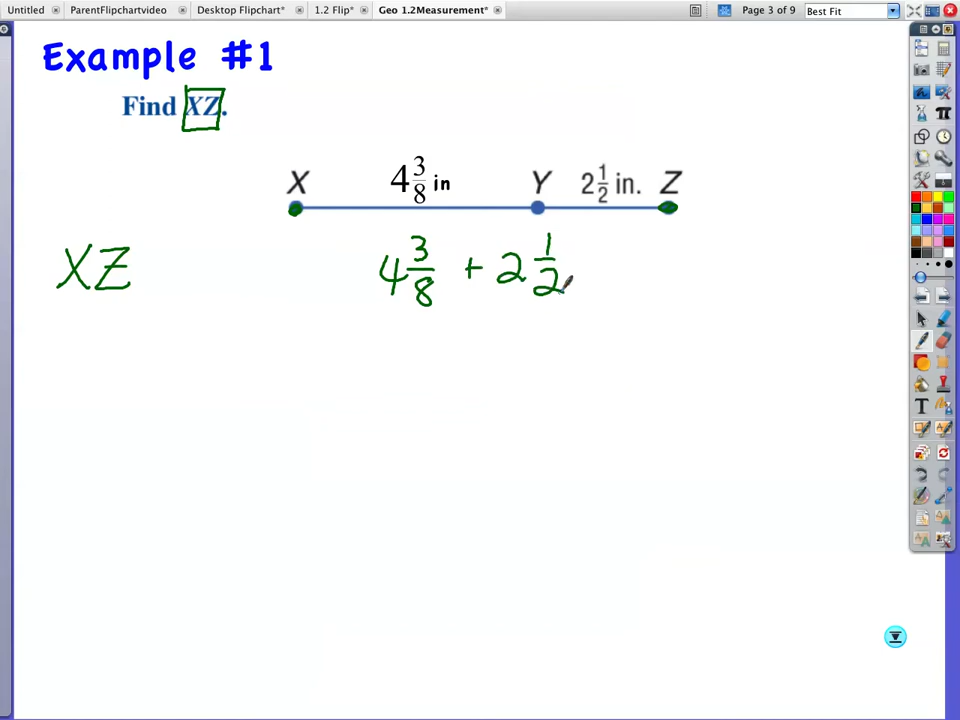 Untitled ParentFlipchartvideo Desktop Flipchart* 1.2 Flip* Geo 1.2Measurement* Page 3 of 9 Best Fit
Example #1
Find XZ.
X 4 3/8 in Y 2 1/2 in. Z
XZ 4 3/8 + 2 1/2
π
T